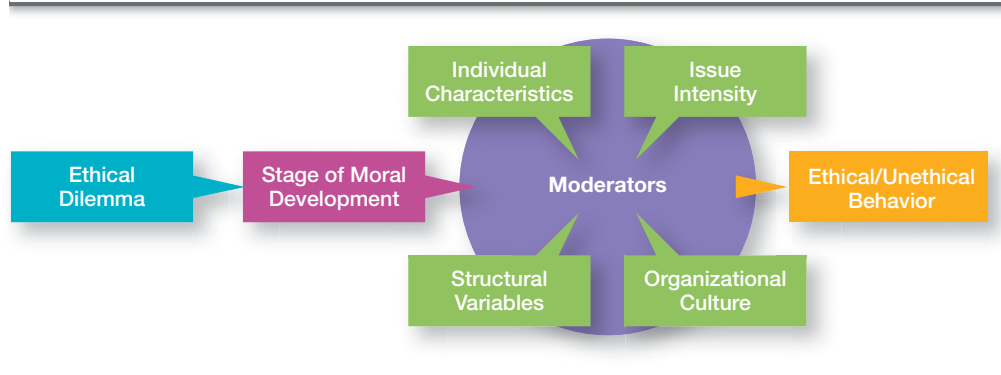 Individual
Characteristics
Issue
Intensity
Ethical
Dilemma
Stage of Moral
Development
Moderators
Ethical/Unethical
Behavior
Structural
Variables
Organizational
Culture